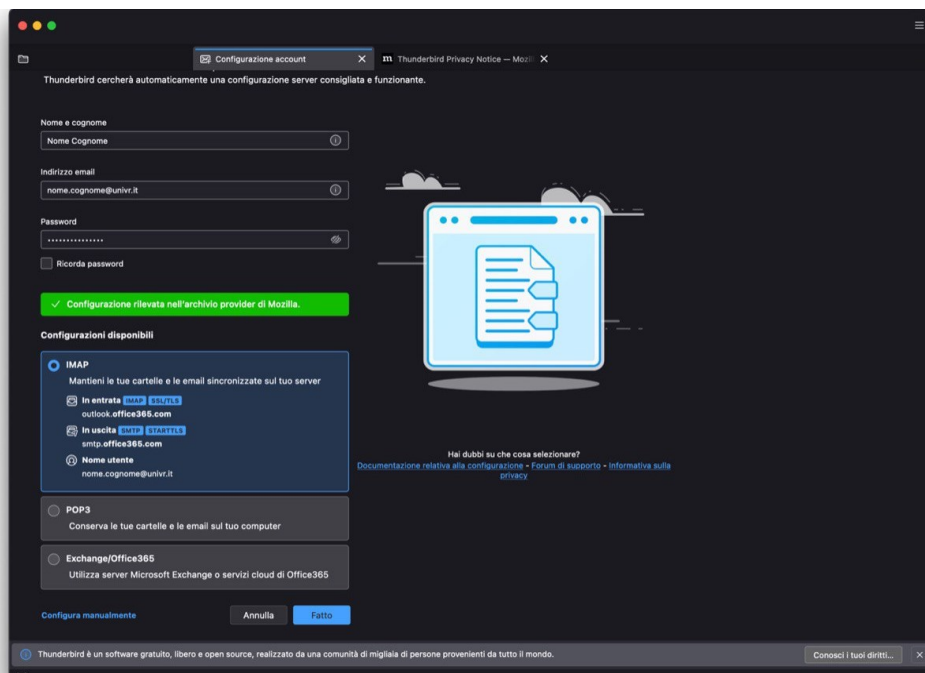 Configurazione account
Thunderbird Privacy Notice — Mozil
Thunderbird cercherà automaticamente una configurazione server consigliata e funzionante.
Nome e cognome
Nome Cognome
Indirizzo email
nome.cognome@univr.it
Password
Ricorda password
Configurazione rilevata nell'archivio provider di Mozilla.
Configurazioni disponibili
IMAP
Mantieni le tue cartelle e le email sincronizzate sul tuo server
In entrata IMAP SSL/TLS
outlook.office365.com
In uscita SMTP STARTTLS
smtp.office365.com
Nome utente
nome.cognome@univr.it
POP3
Conserva le tue cartelle e le email sul tuo computer
Exchange/Office365
Utilizza server Microsoft Exchange o servizi cloud di Office365
Configura manualmente
Annulla
Fatto
Hai dubbi su che cosa selezionare?
Documentazione relativa alla configurazione - Forum di supporto - Informativa sulla
privacy
Thunderbird è un software gratuito, libero e open source, realizzato da una comunità di migliaia di persone provenienti da tutto il mondo.
Conosci i tuoi diritti...